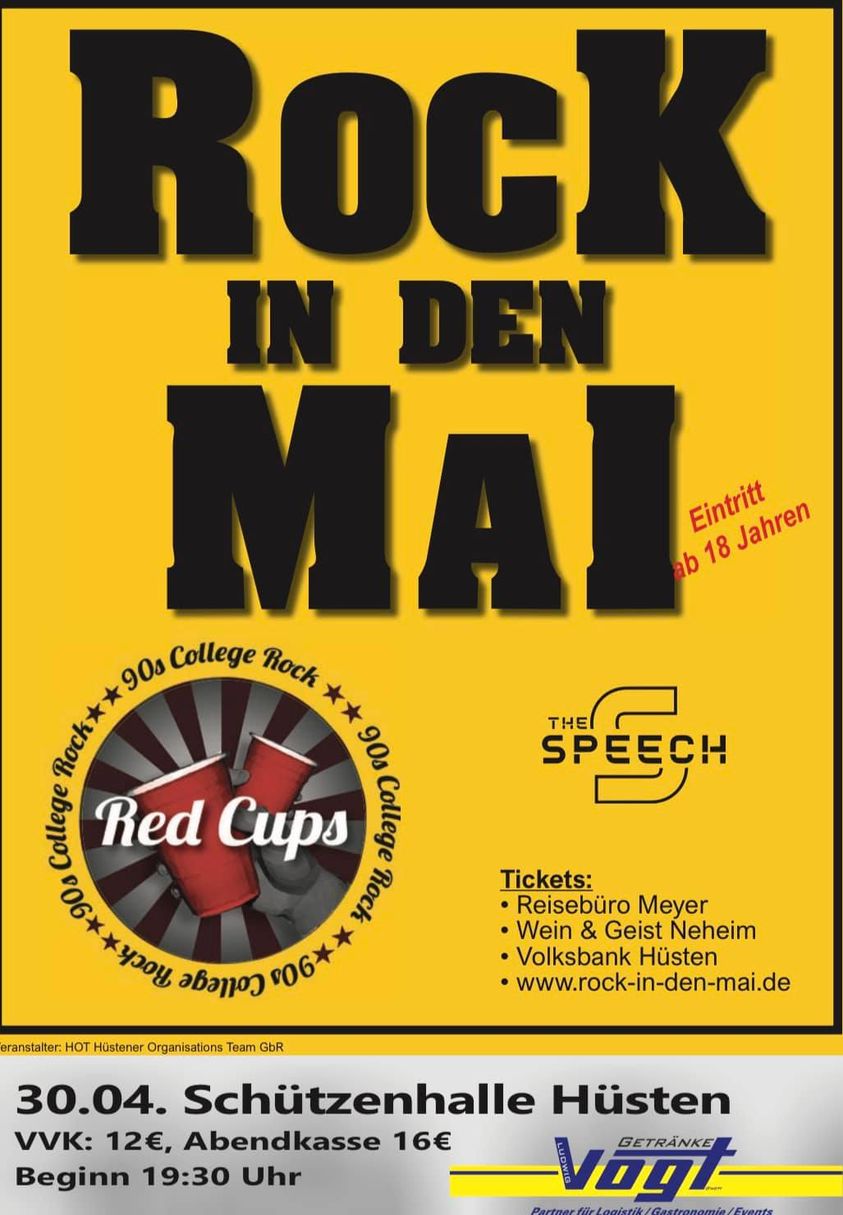 ROCK
IN DEN
MAI
Eintritt
ab 18 Jahren
90s College Rock
90s College Rock
90s College Rock
90s College Rock
Red Cups
THE
SPEECH
Tickets:
• Reisebüro Meyer
• Wein & Geist Neheim
• Volksbank Hüsten
• www.rock-in-den-mai.de
eranstalter: HOT Hüstener Organisations Team GbR
30.04. Schützenhalle Hüsten
VVK: 12€, Abendkasse 16€
Beginn 19:30 Uhr
GETRÄNKE
LUDWIG
Vogt
Partner für Logistik / Gastronomie / Events